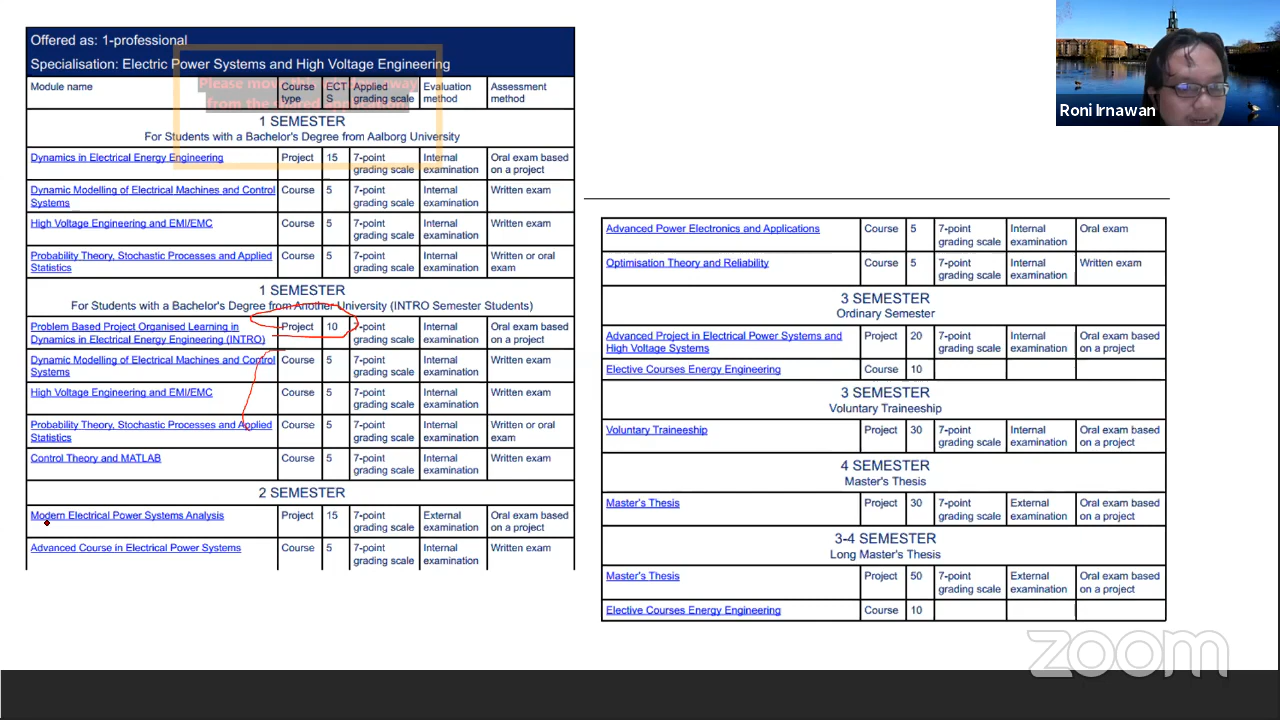 Offered as: 1-professional
Specialisation: Electric Power Systems and High Voltage Engineering
Please move this window away
from the shared application
Module name Course type ECTS Applied grading scale Evaluation method Assessment method
1 SEMESTER
For Students with a Bachelor's Degree from Aalborg University
Dynamics in Electrical Energy Engineering Project 15 7-point grading scale Internal examination Oral exam based on a project
Dynamic Modelling of Electrical Machines and Control Systems Course 5 7-point grading scale Internal examination Written exam
High Voltage Engineering and EMI/EMC Course 5 7-point grading scale Internal examination Written exam
Probability Theory, Stochastic Processes and Applied Statistics Course 5 7-point grading scale Internal examination Written or oral exam
1 SEMESTER
For Students with a Bachelor's Degree from Another University (INTRO Semester Students)
Problem Based Project Organised Learning in Dynamics in Electrical Energy Engineering (INTRO) Project 10 7-point grading scale Internal examination Oral exam based on a project
Dynamic Modelling of Electrical Machines and Control Systems Course 5 7-point grading scale Internal examination Written exam
High Voltage Engineering and EMI/EMC Course 5 7-point grading scale Internal examination Written exam
Probability Theory, Stochastic Processes and Applied Statistics Course 5 7-point grading scale Internal examination Written or oral exam
Control Theory and MATLAB Course 5 7-point grading scale Internal examination Written exam
2 SEMESTER
Modern Electrical Power Systems Analysis Project 15 7-point grading scale External examination Oral exam based on a project
Advanced Course in Electrical Power Systems Course 5 7-point grading scale Internal examination Written exam
Advanced Power Electronics and Applications Course 5 7-point grading scale Internal examination Oral exam
Optimisation Theory and Reliability Course 5 7-point grading scale Internal examination Written exam
3 SEMESTER
Ordinary Semester
Advanced Project in Electrical Power Systems and High Voltage Systems Project 20 7-point grading scale Internal examination Oral exam based on a project
Elective Courses Energy Engineering Course 10
3 SEMESTER
Voluntary Traineeship
Voluntary Traineeship Project 30 7-point grading scale Internal examination Oral exam based on a project
4 SEMESTER
Master's Thesis
Master's Thesis Project 30 7-point grading scale External examination Oral exam based on a project
3-4 SEMESTER
Long Master's Thesis
Master's Thesis Project 50 7-point grading scale External examination Oral exam based on a project
Elective Courses Energy Engineering Course 10
Roni Irnawan
zoom